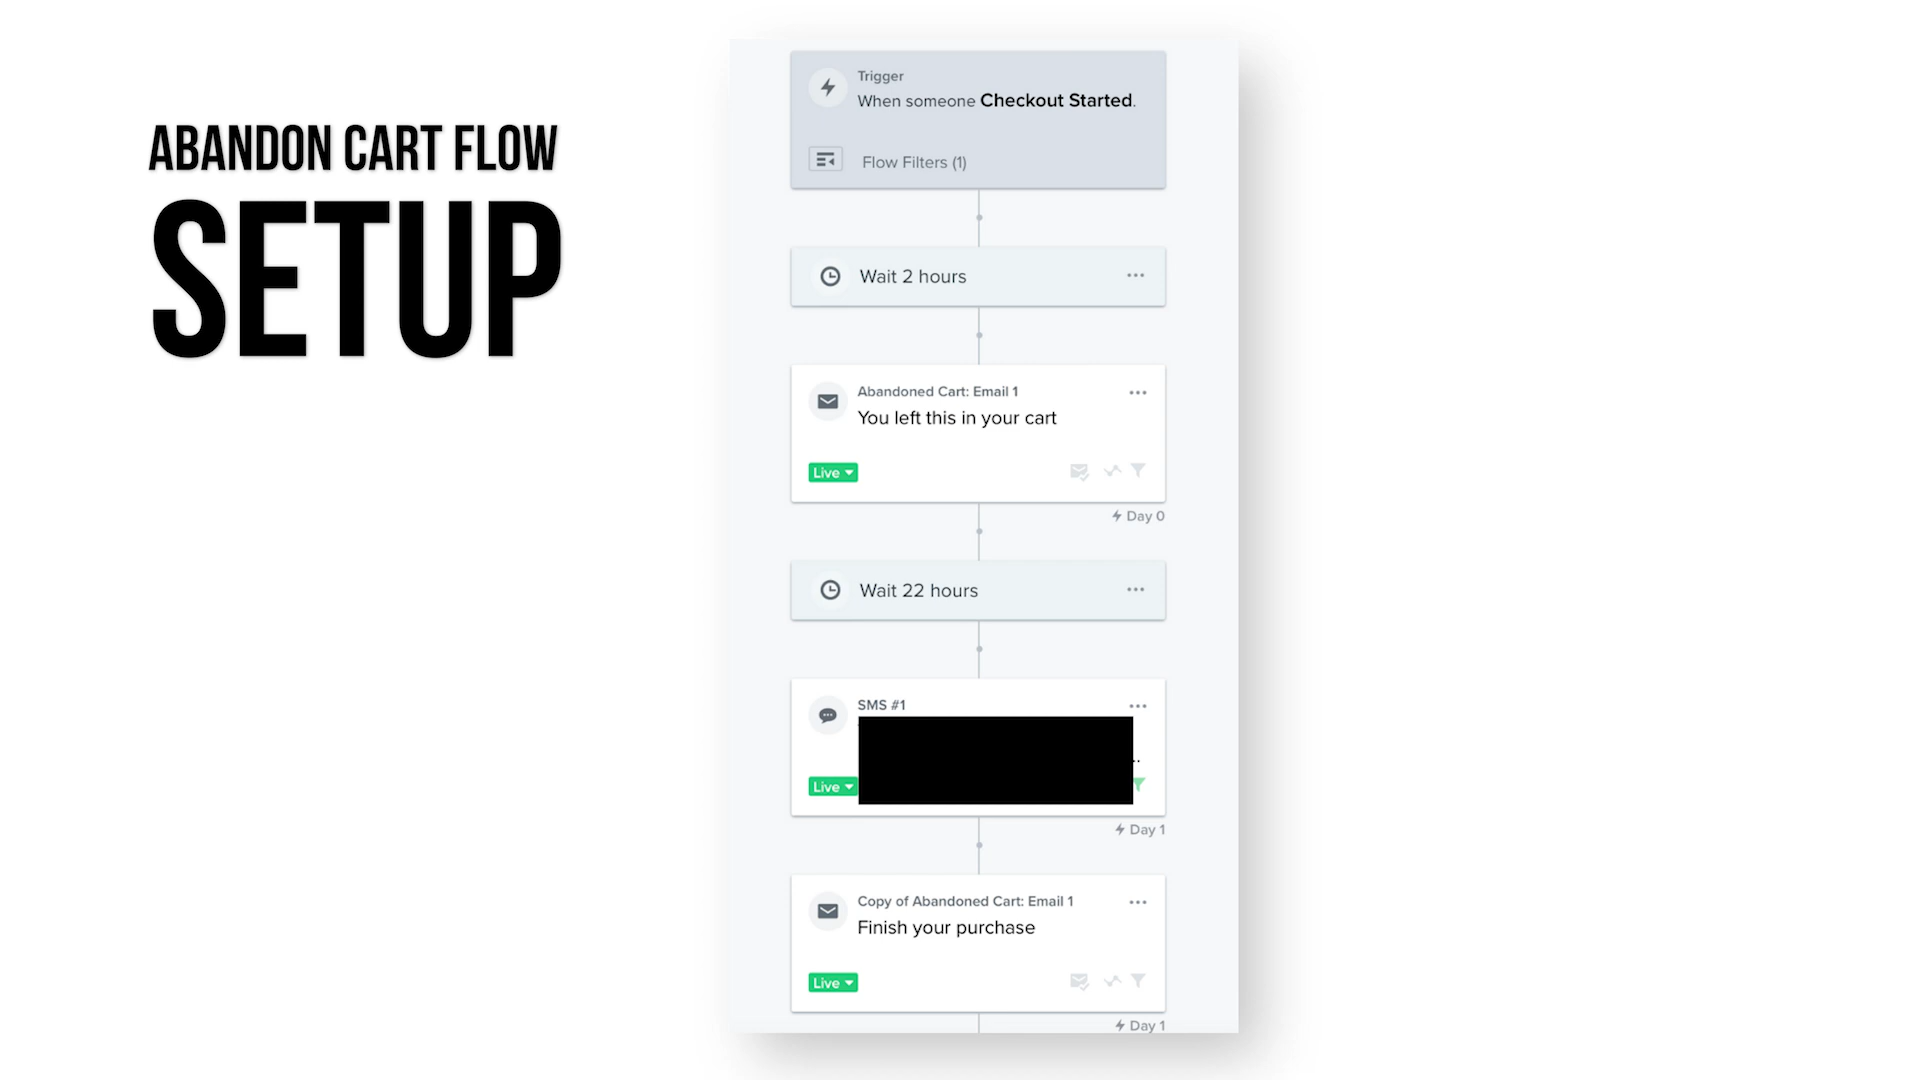 ABANDON CART FLOW
SETUP
Trigger
When someone Checkout Started.
Flow Filters (1)
Wait 2 hours
Abandoned Cart: Email 1
You left this in your cart
Live
Day 0
Wait 22 hours
SMS #1
..
Live
Day 1
Copy of Abandoned Cart: Email 1
Finish your purchase
Live
Day 1